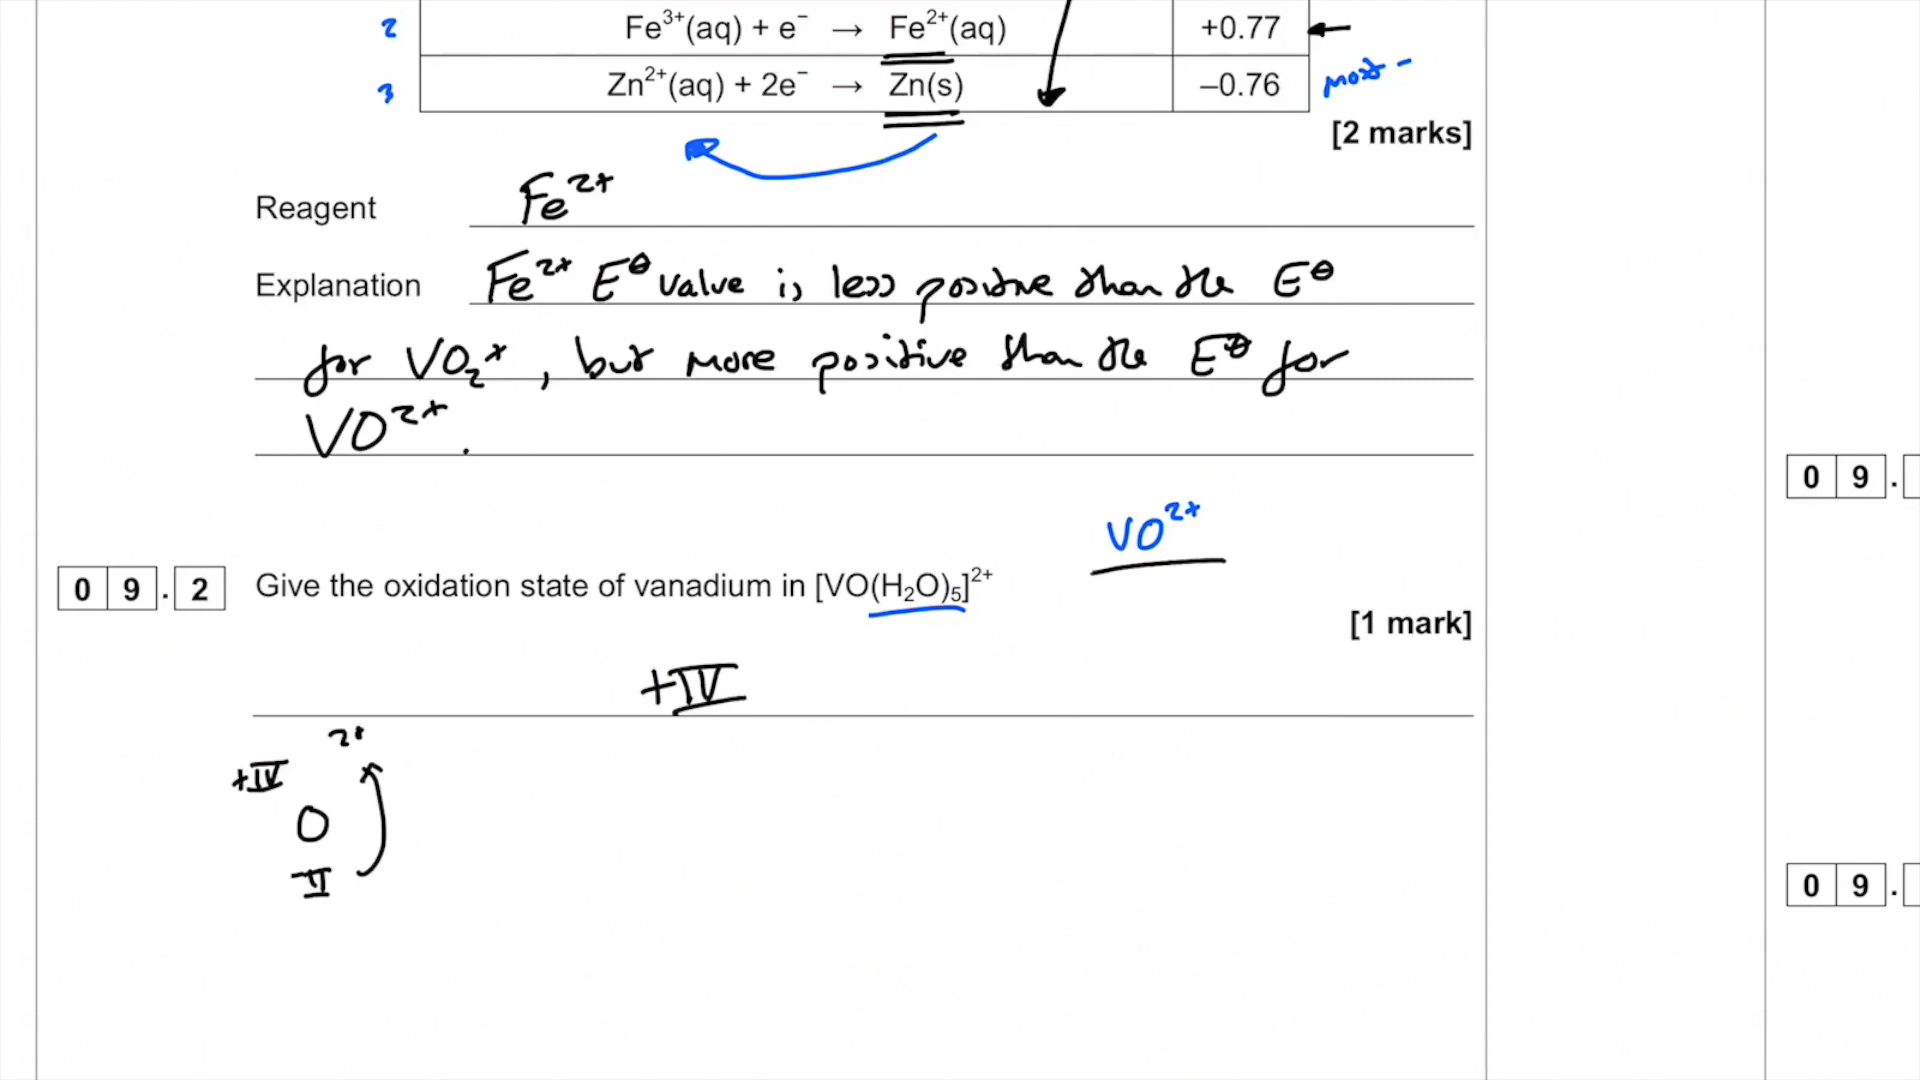 2 Fe³⁺(aq) + e⁻ → Fe²⁺(aq) +0.77
3 Zn²⁺(aq) + 2e⁻ → Zn(s) –0.76 most -
[2 marks]
Reagent Fe²⁺
Explanation Fe²⁺ E⊖ value is less positive than the E⊖
for VO₂⁺, but more positive than the E⊖ for
VO²⁺.
0 9 .
VO²⁺
0 9 . 2 Give the oxidation state of vanadium in [VO(H₂O)₅]²⁺
[1 mark]
+IV
2+
+IV
O
-II
0 9 .